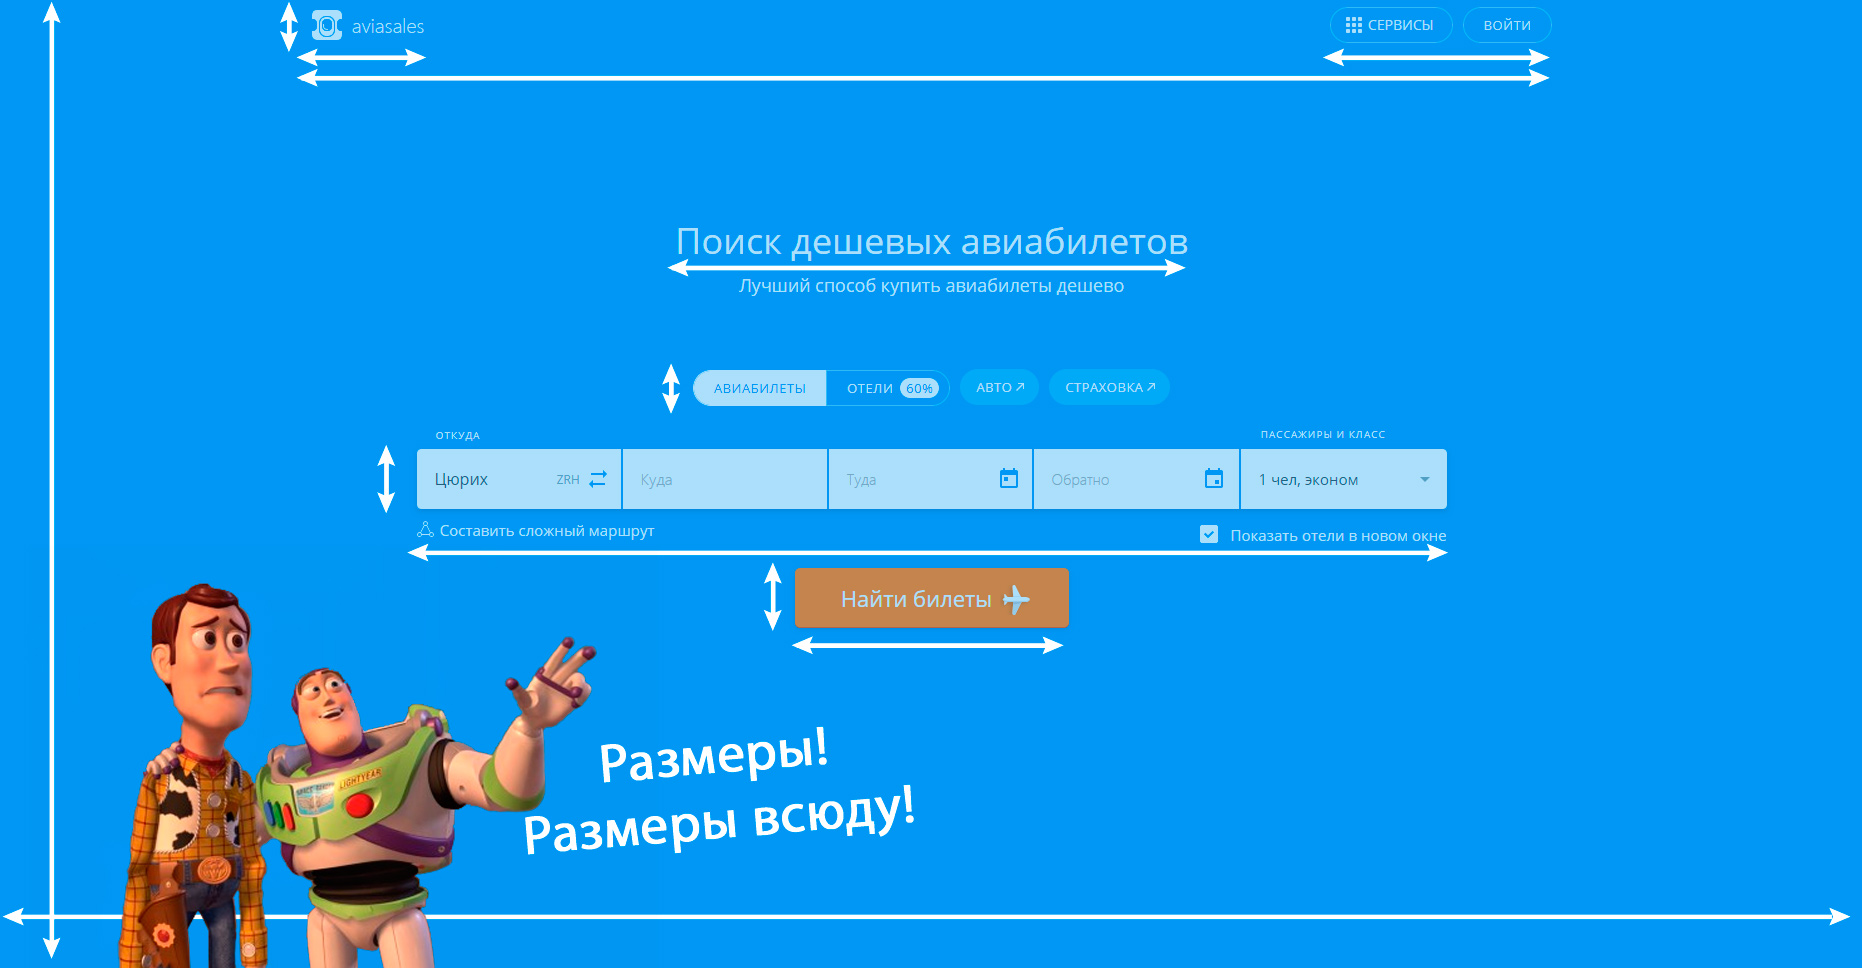 aviasales
СЕРВИСЫ
ВОЙТИ
Поиск дешевых авиабилетов
Лучший способ купить авиабилеты дешево
АВИАБИЛЕТЫ
ОТЕЛИ 60%
АВТО
СТРАХОВКА
ОТКУДА
ПАССАЖИРЫ И КЛАСС
Цюрих ZRH
Куда
Туда
Обратно
1 чел, эконом
Составить сложный маршрут
Показать отели в новом окне
Найти билеты
LIGHTYEAR
Размеры!
Размеры всюду!